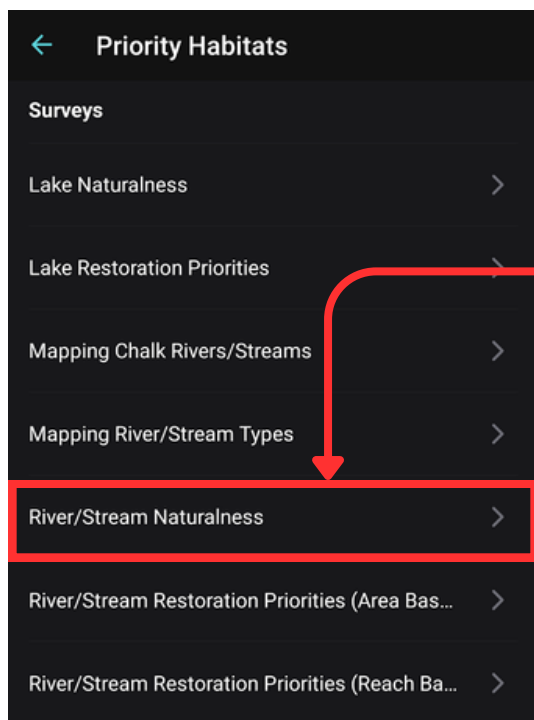 Priority Habitats
Surveys
Lake Naturalness
Lake Restoration Priorities
Mapping Chalk Rivers/Streams
Mapping River/Stream Types
River/Stream Naturalness
River/Stream Restoration Priorities (Area Bas...
River/Stream Restoration Priorities (Reach Ba...